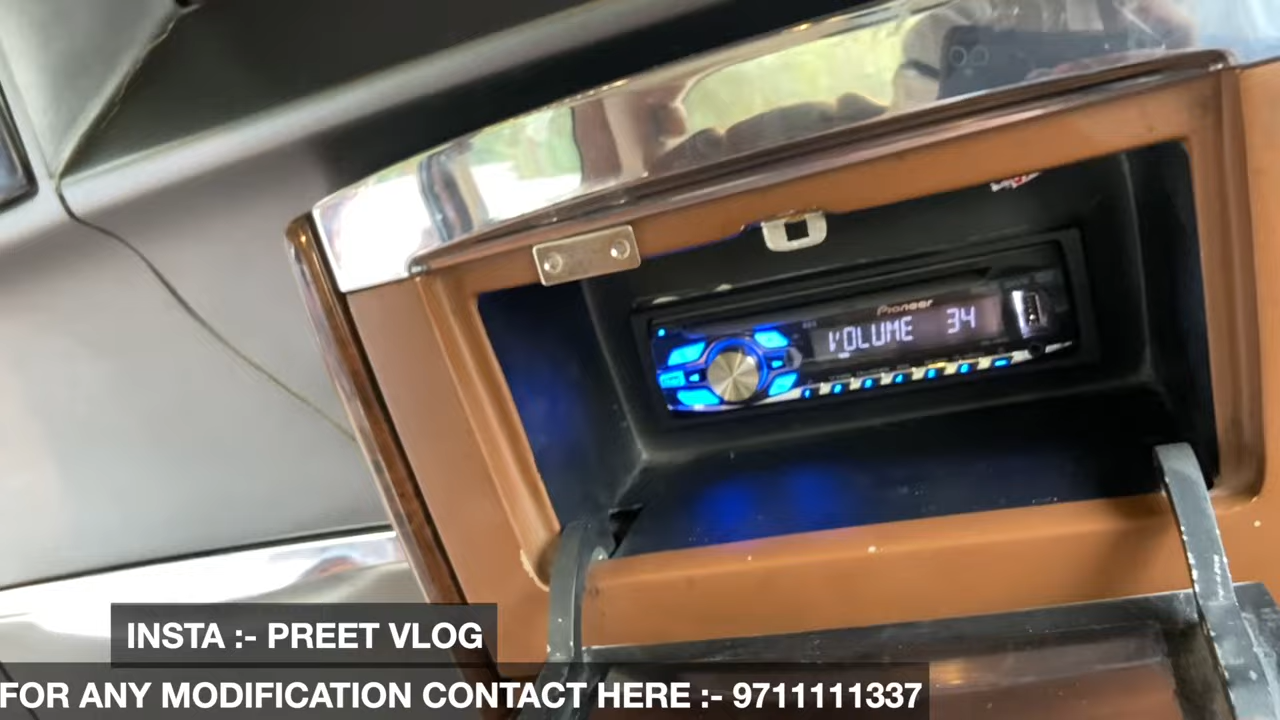 Pioneer
VOLUME 34
INSTA :- PREET VLOG
FOR ANY MODIFICATION CONTACT HERE :- 9711111337